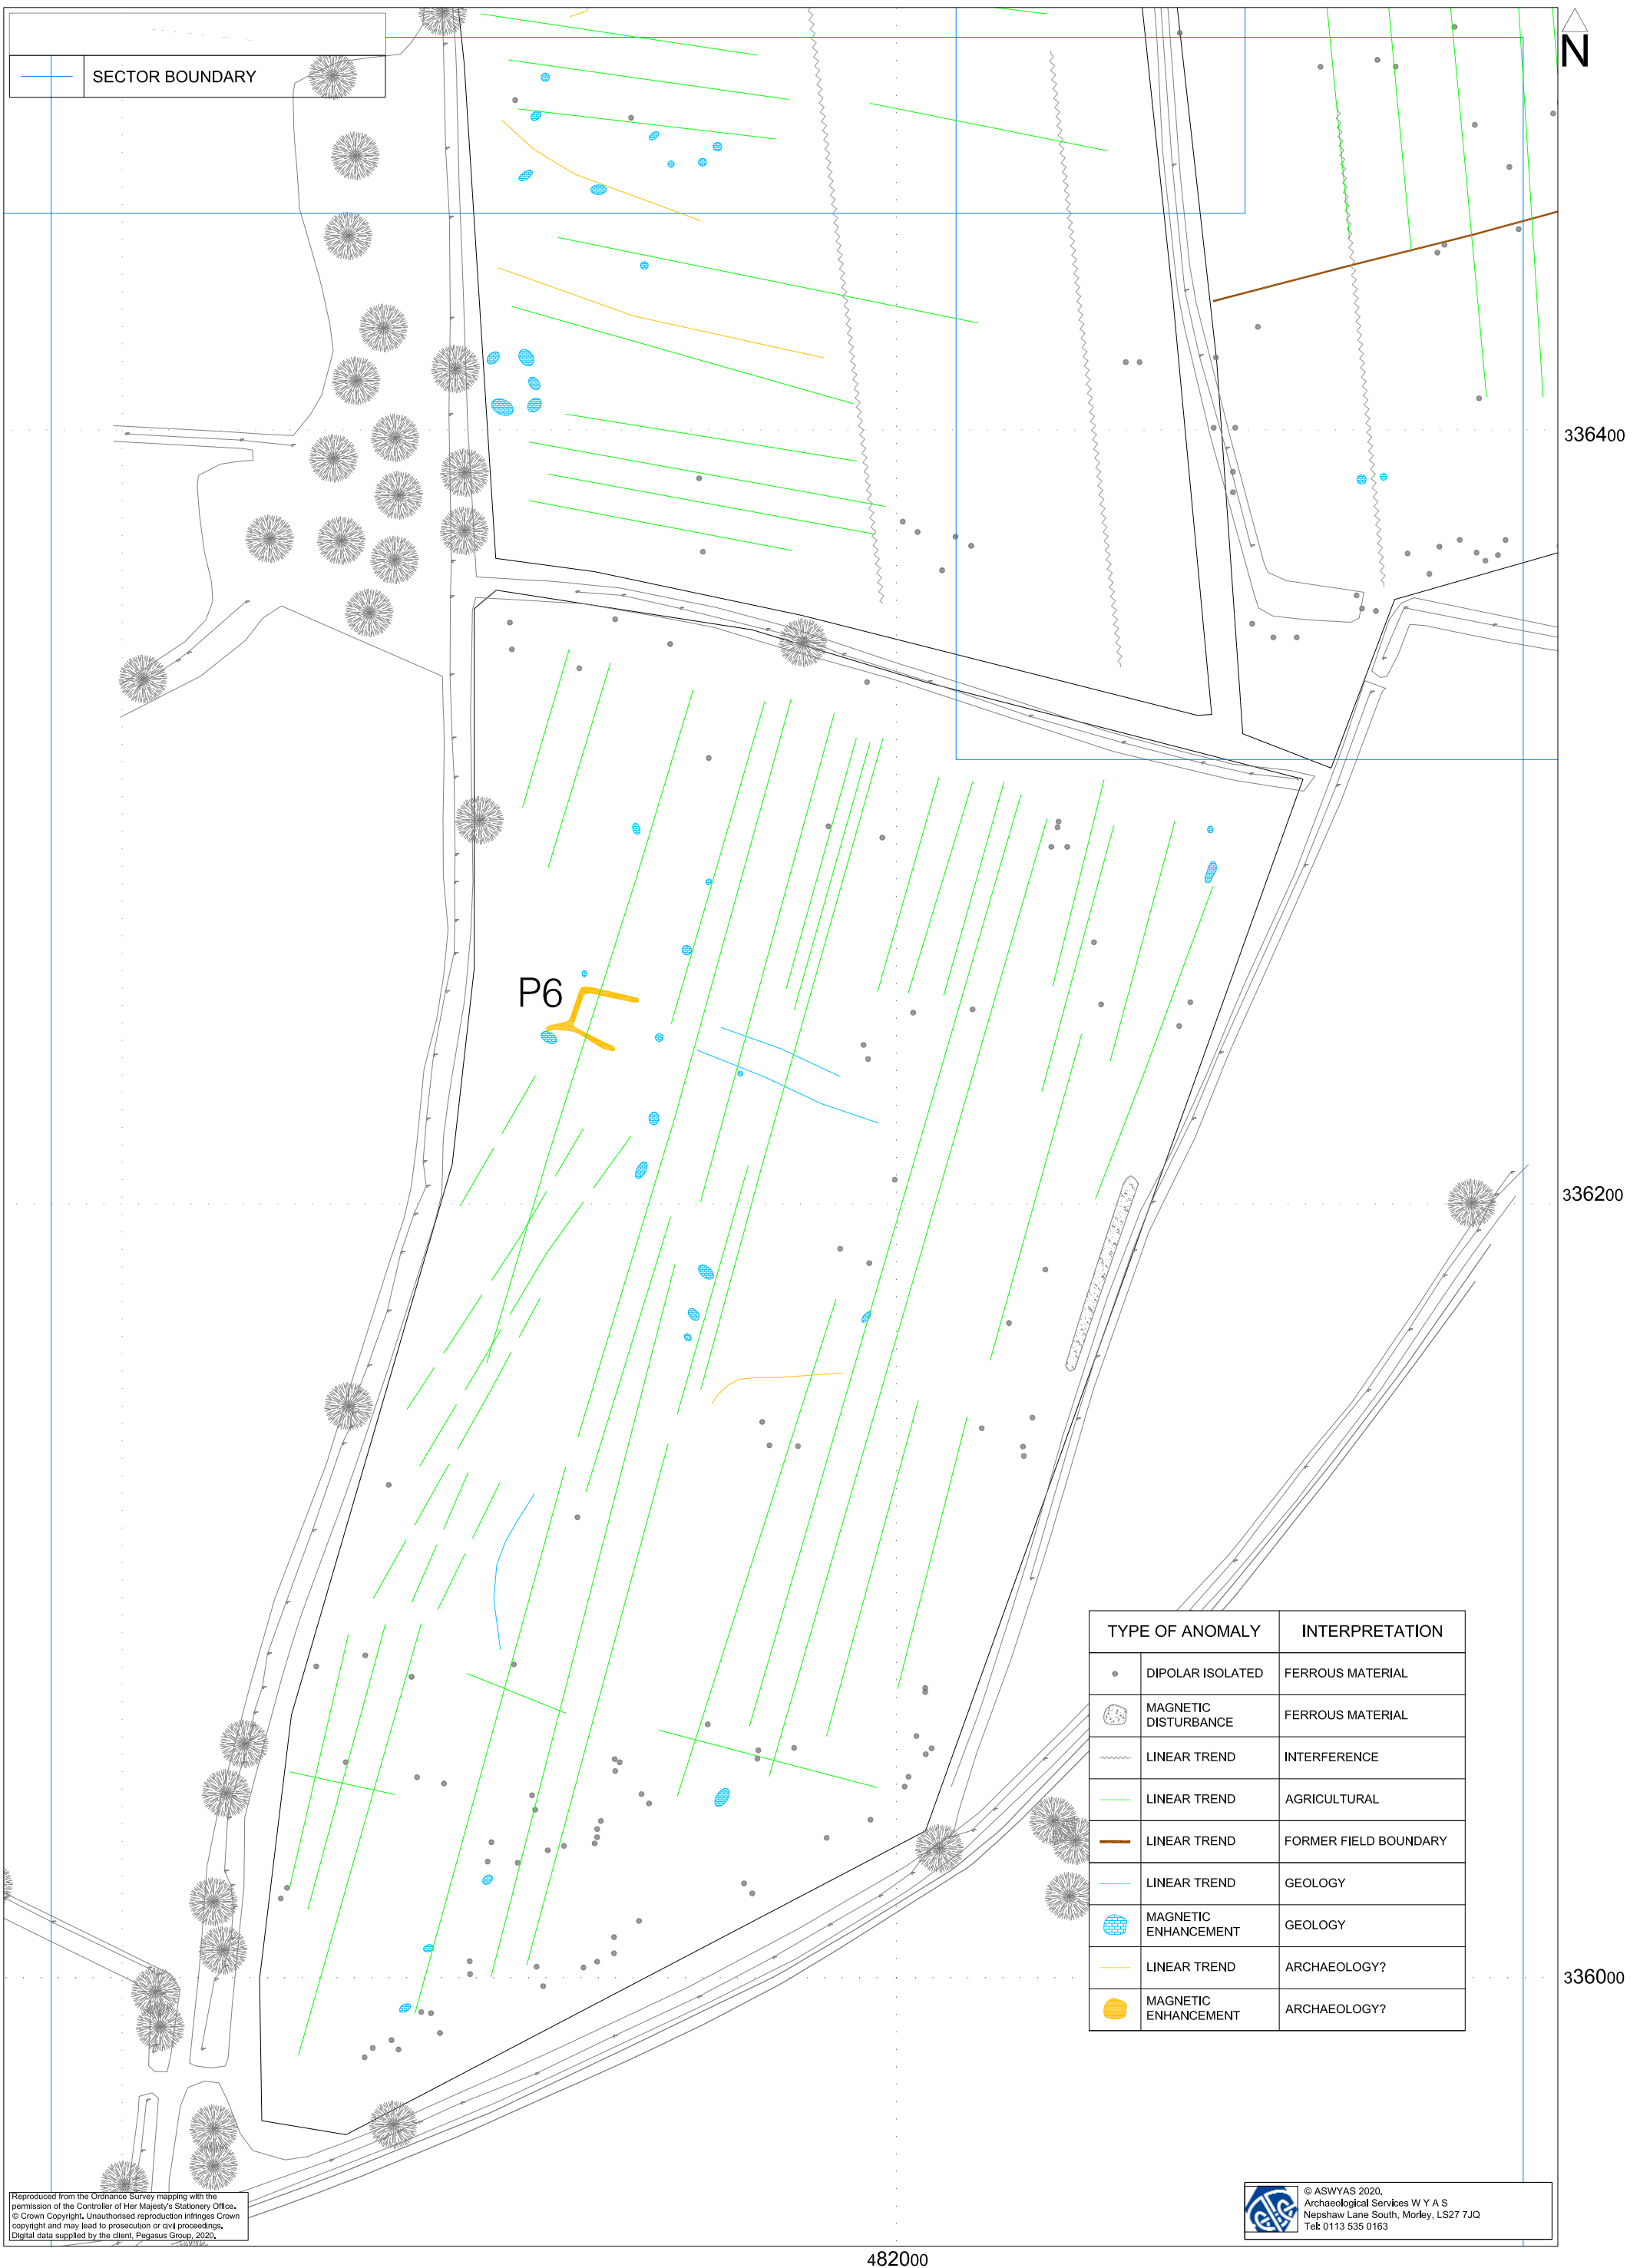 N
SECTOR BOUNDARY
336400
P6
336200
TYPE OF ANOMALY INTERPRETATION
DIPOLAR ISOLATED FERROUS MATERIAL
MAGNETIC
DISTURBANCE FERROUS MATERIAL
LINEAR TREND INTERFERENCE
LINEAR TREND AGRICULTURAL
LINEAR TREND FORMER FIELD BOUNDARY
LINEAR TREND GEOLOGY
MAGNETIC
ENHANCEMENT GEOLOGY
LINEAR TREND ARCHAEOLOGY?
MAGNETIC
ENHANCEMENT ARCHAEOLOGY?
336000
Reproduced from the Ordnance Survey mapping with the
permission of the Controller of Her Majesty's Stationery Office.
© Crown Copyright. Unauthorised reproduction infringes Crown
copyright and may lead to prosecution or civil proceedings.
Digital data supplied by the client, Pegasus Group, 2020.
© ASWYAS 2020.
Archaeological Services W Y A S
Nepshaw Lane South, Morley, LS27 7JQ
Tel: 0113 535 0163
482000